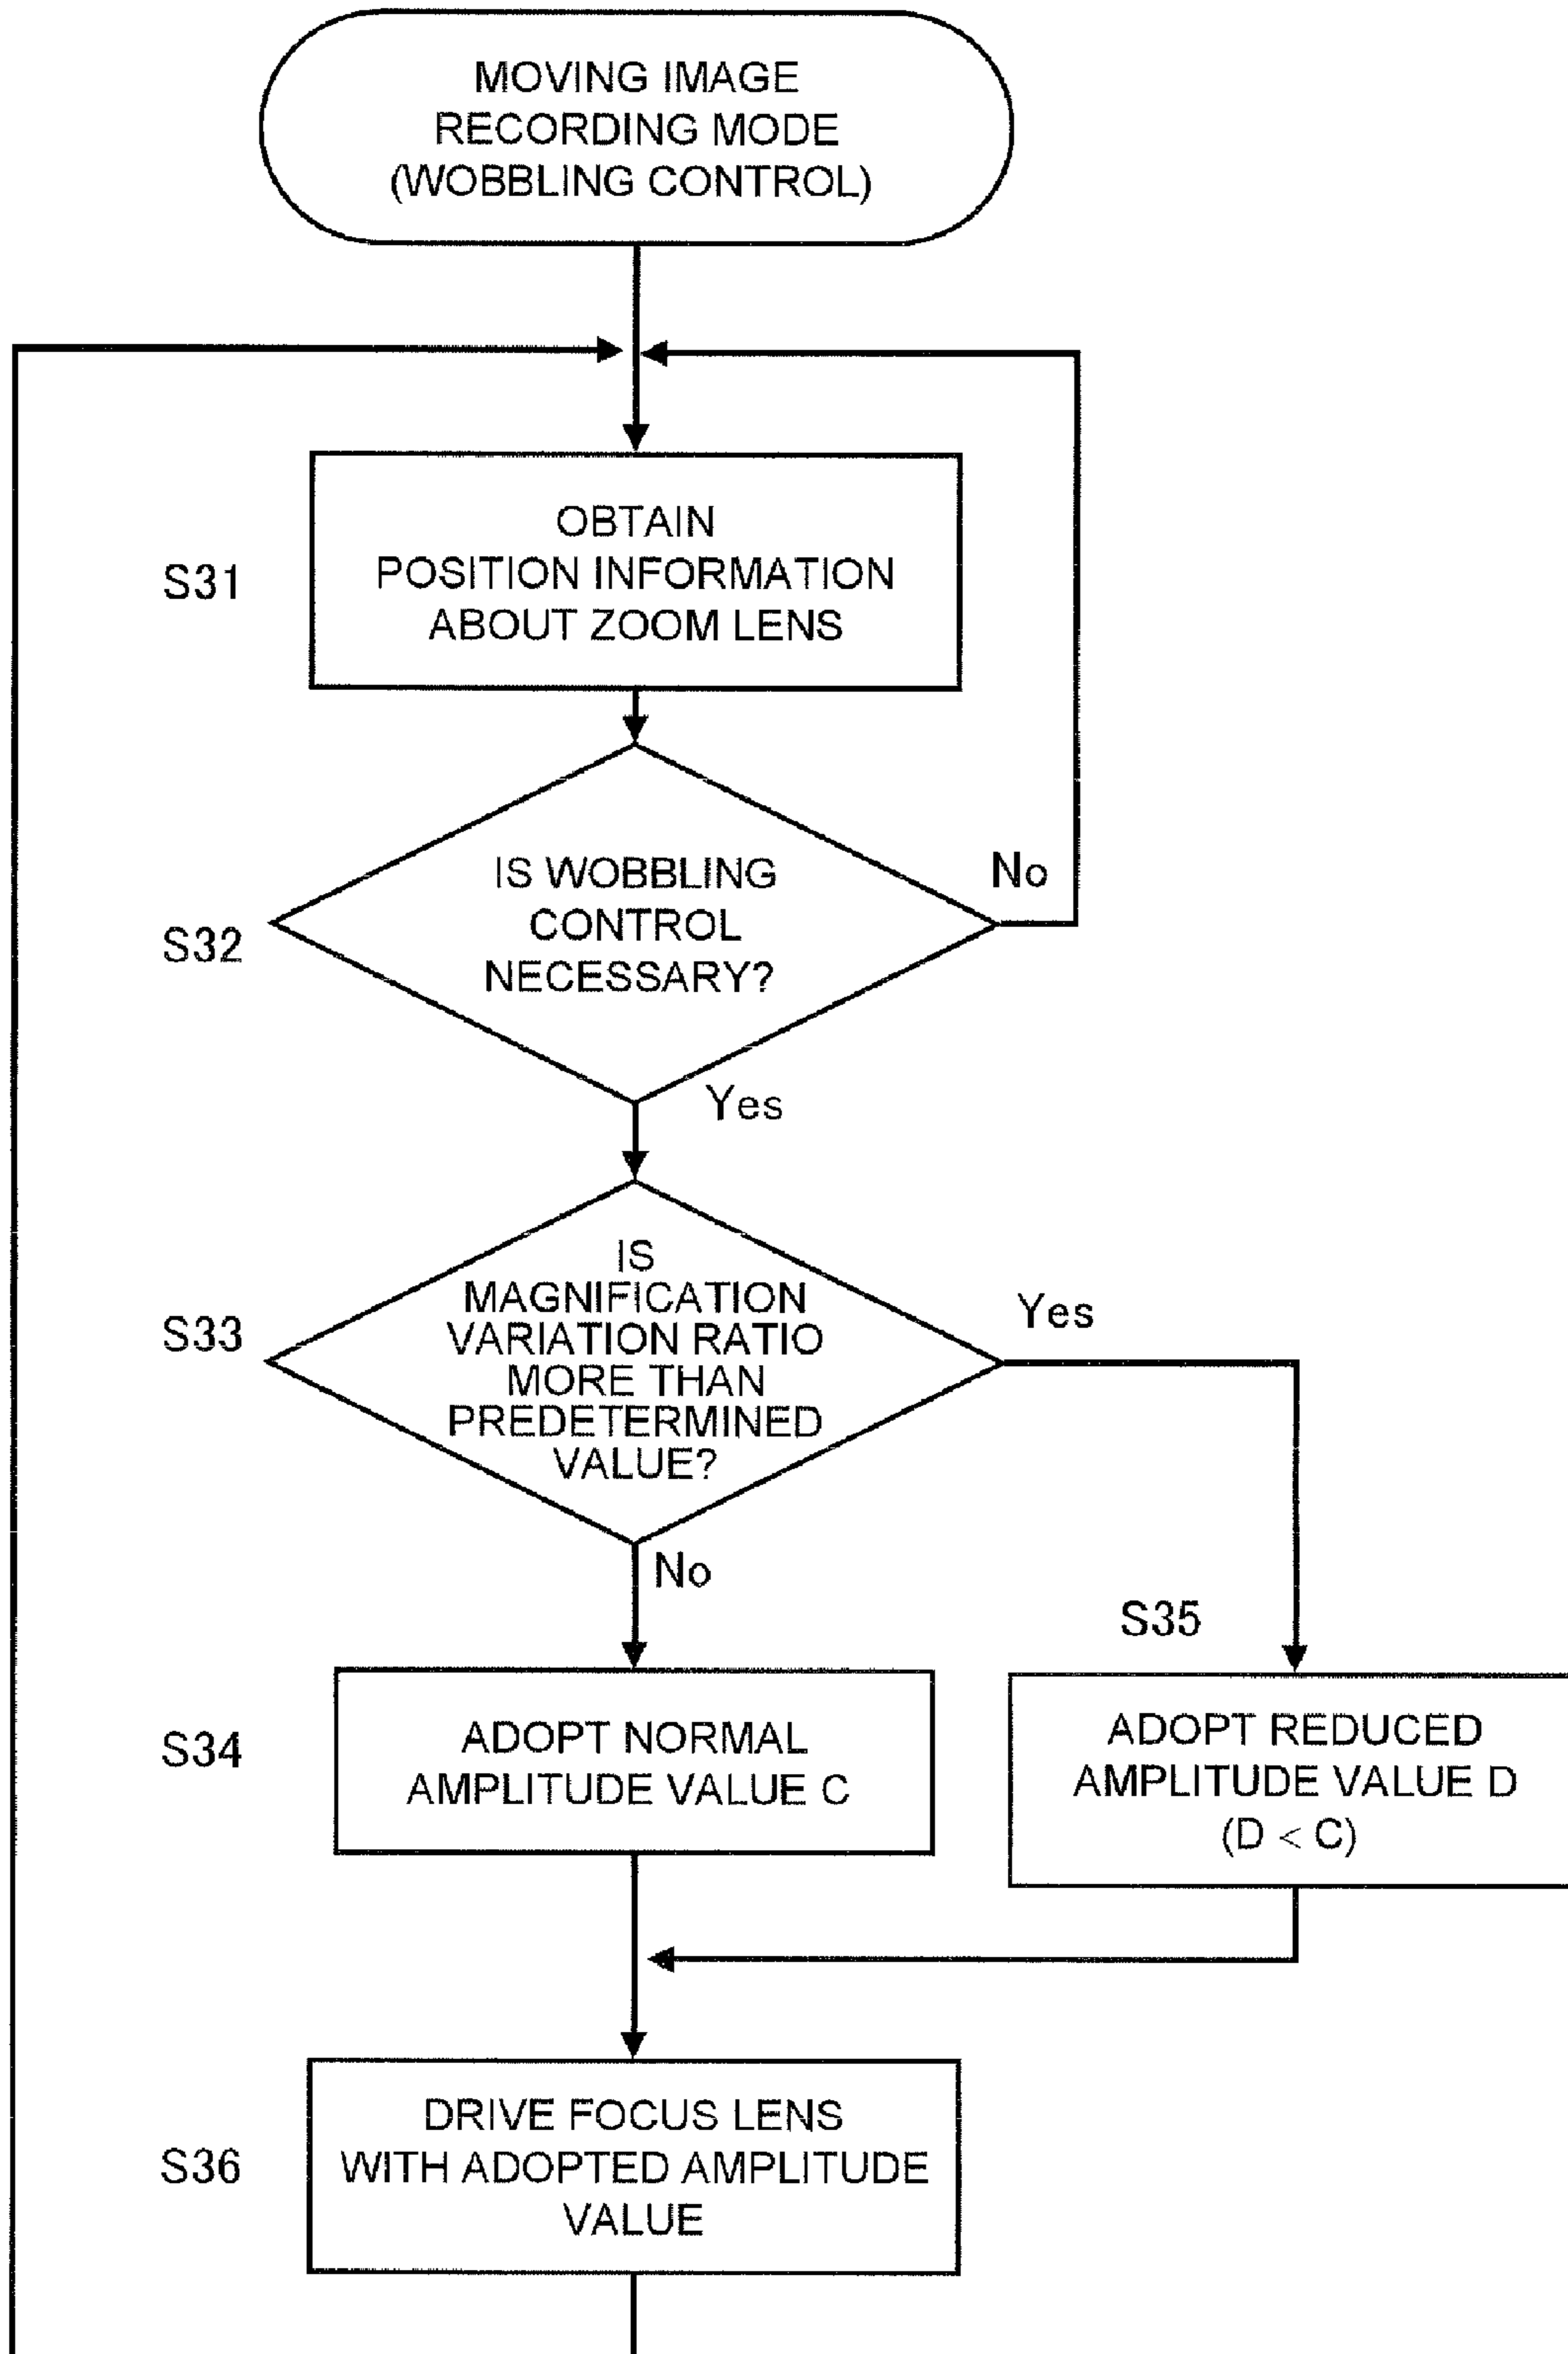 MOVING IMAGE
RECORDING MODE
(WOBBLING CONTROL)
S31
OBTAIN
POSITION INFORMATION
ABOUT ZOOM LENS
S32
IS WOBBLING
CONTROL
NECESSARY?
No
Yes
S33
IS
MAGNIFICATION
VARIATION RATIO
MORE THAN
PREDETERMINED
VALUE?
Yes
No
S34
ADOPT NORMAL
AMPLITUDE VALUE C
S35
ADOPT REDUCED
AMPLITUDE VALUE D
(D < C)
S36
DRIVE FOCUS LENS
WITH ADOPTED AMPLITUDE
VALUE